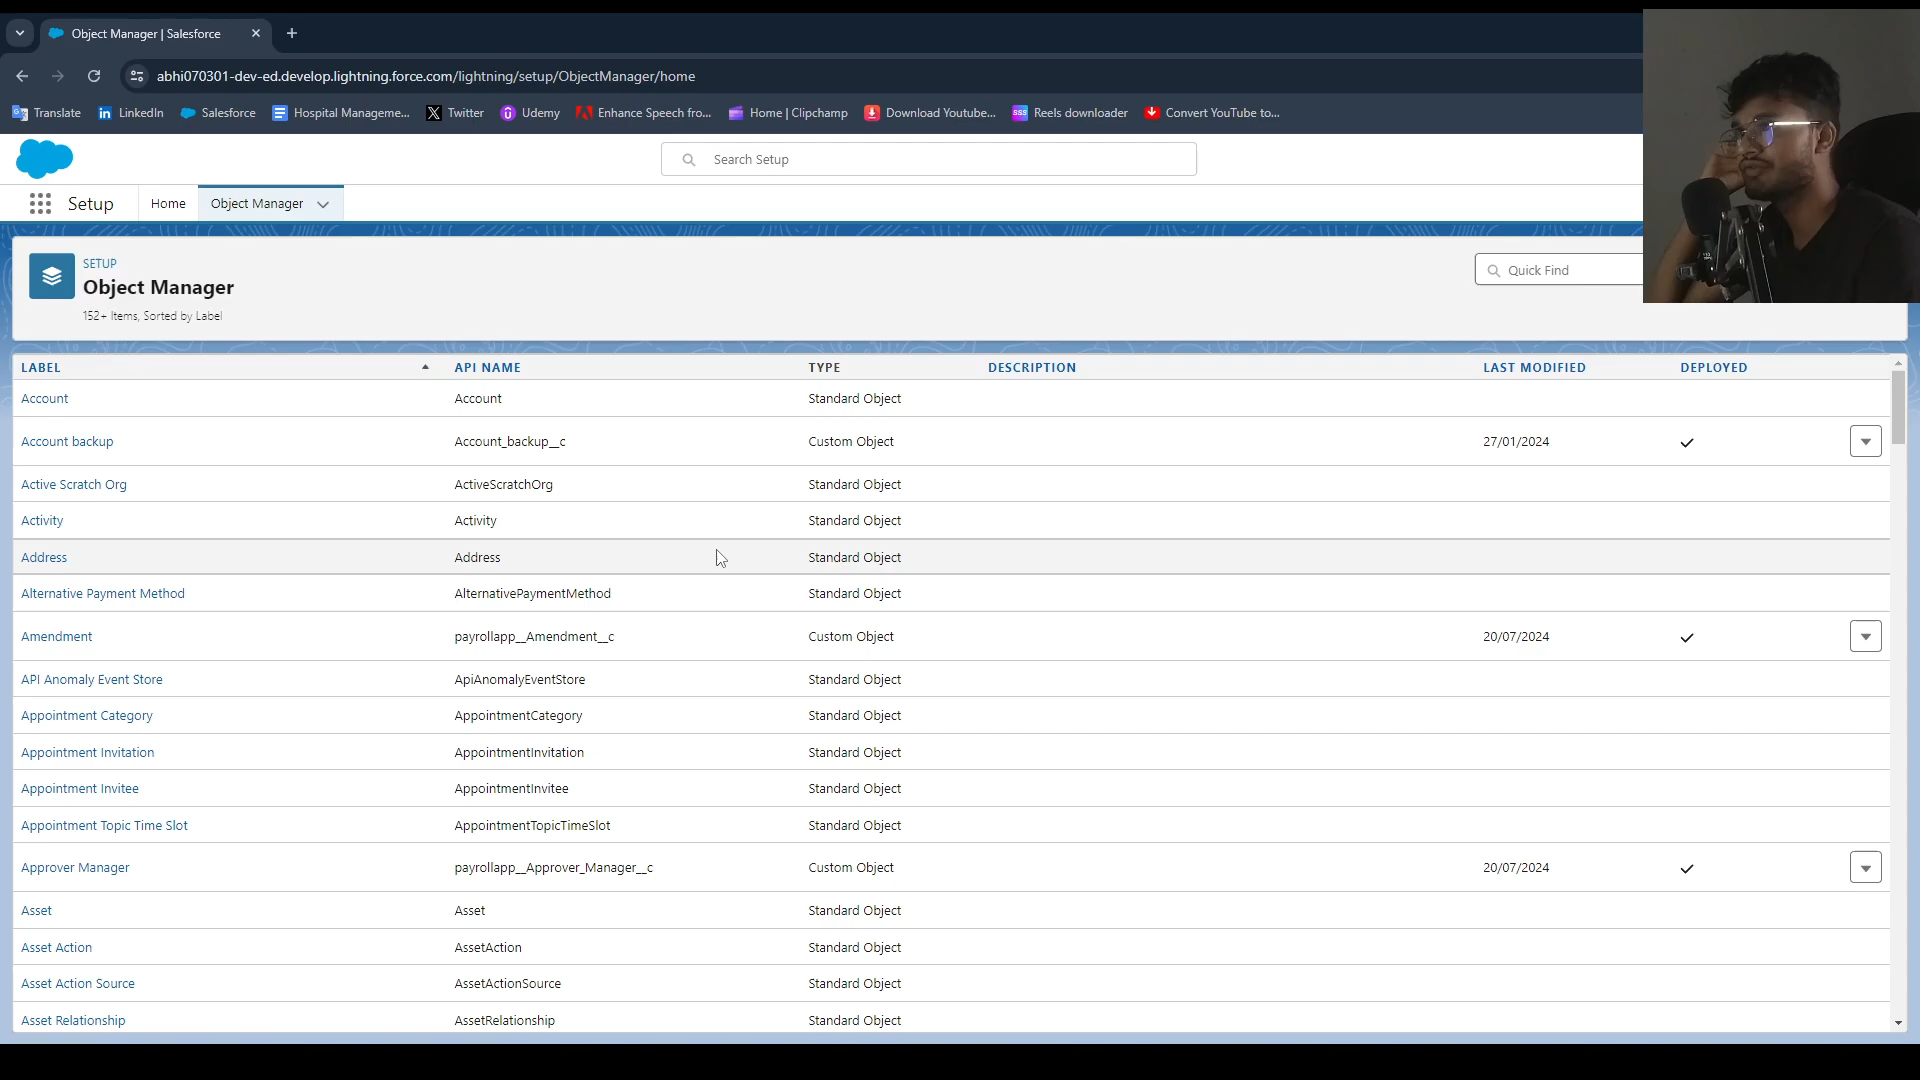 Object Manager | Salesforce
abhi070301-dev-ed.develop.lightning.force.com/lightning/setup/ObjectManager/home
Translate LinkedIn Salesforce Hospital Manageme... Twitter Udemy Enhance Speech fro... Home | Clipchamp Download Youtube... Reels downloader Convert YouTube to...
Search Setup
Setup Home Object Manager
SETUP
Object Manager
152+ Items, Sorted by Label
Quick Find
LABEL API NAME TYPE DESCRIPTION LAST MODIFIED DEPLOYED
Account Account Standard Object
Account backup Account_backup__c Custom Object 27/01/2024
Active Scratch Org ActiveScratchOrg Standard Object
Activity Activity Standard Object
Address Address Standard Object
Alternative Payment Method AlternativePaymentMethod Standard Object
Amendment payrollapp__Amendment__c Custom Object 20/07/2024
API Anomaly Event Store ApiAnomalyEventStore Standard Object
Appointment Category AppointmentCategory Standard Object
Appointment Invitation AppointmentInvitation Standard Object
Appointment Invitee AppointmentInvitee Standard Object
Appointment Topic Time Slot AppointmentTopicTimeSlot Standard Object
Approver Manager payrollapp__Approver_Manager__c Custom Object 20/07/2024
Asset Asset Standard Object
Asset Action AssetAction Standard Object
Asset Action Source AssetActionSource Standard Object
Asset Relationship AssetRelationship Standard Object